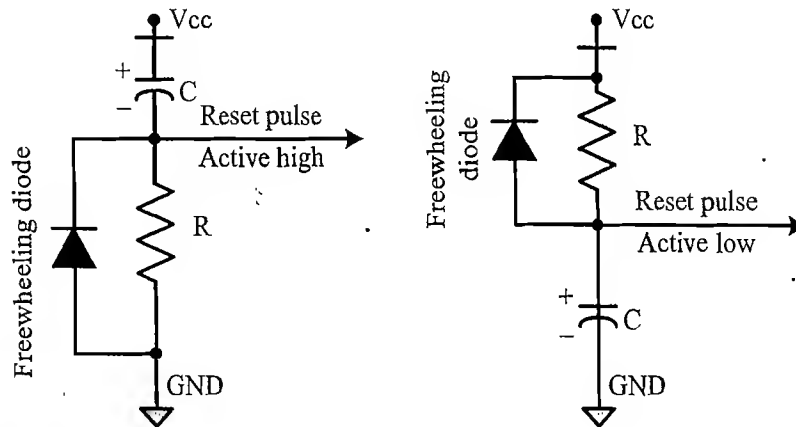 Vcc
+
C
−
Reset pulse
Active high
Freewheeling diode
R
GND
Vcc
Freewheeling
diode
R
Reset pulse
Active low
+
C
−
GND